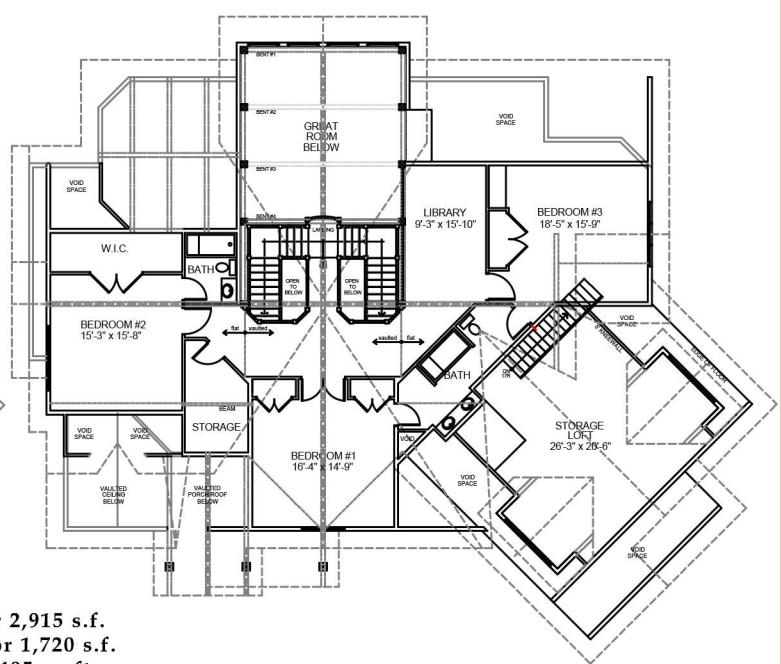 BENT #1
BENT #2
GREAT
ROOM
BELOW
VOID
SPACE
BENT #3
BENT #4
VOID
SPACE
LIBRARY
9'-3" x 15'-10"
BEDROOM #3
18'-5" x 15'-9"
LANDING
W.I.C.
BATH
OPEN
TO
BELOW
OPEN
TO
BELOW
BEDROOM #2
15'-3" x 15'-8"
flat
vaulted
vaulted
flat
VOID
SPACE
EDGE OF FLOOR
BATH
BEAM
STORAGE
VOID
SPACE
VOID
SPACE
BEDROOM #1
16'-4" x 14'-9"
VOID
STORAGE
LOFT
26'-3" x 20'-6"
VOID
SPACE
VAULTED
CEILING
BELOW
VAULTED
PORCH ROOF
BELOW
VOID
SPACE
2,915 s.f.
1,720 s.f.